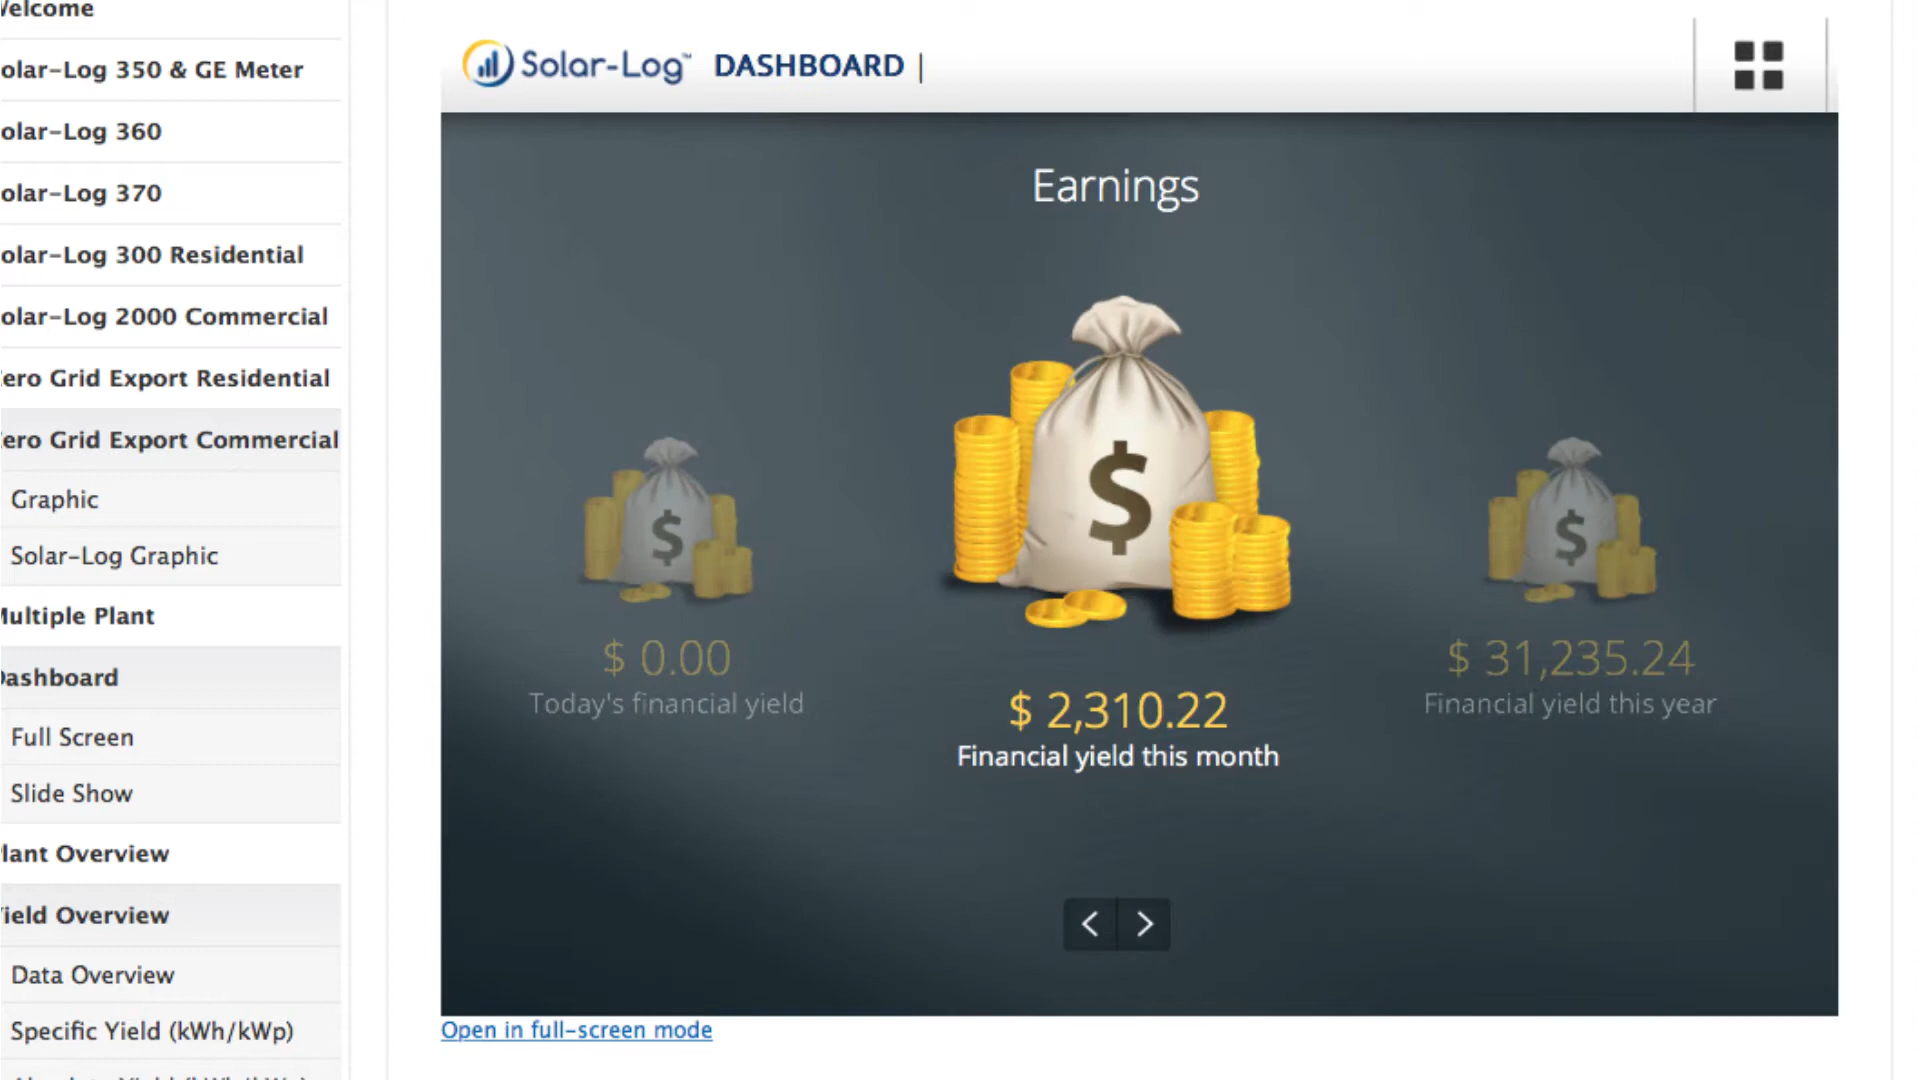 elcome
olar-Log 350 & GE Meter
olar-Log 360
olar-Log 370
olar-Log 300 Residential
olar-Log 2000 Commercial
ero Grid Export Residential
ero Grid Export Commercial
Graphic
Solar-Log Graphic
Multiple Plant
ashboard
Full Screen
Slide Show
lant Overview
ield Overview
Data Overview
Specific Yield (kWh/kWp)
Solar-Log™ DASHBOARD |
Earnings
$
$ 0.00
Today's financial yield
$
$ 2,310.22
Financial yield this month
$
$ 31,235.24
Financial yield this year
Open in full-screen mode